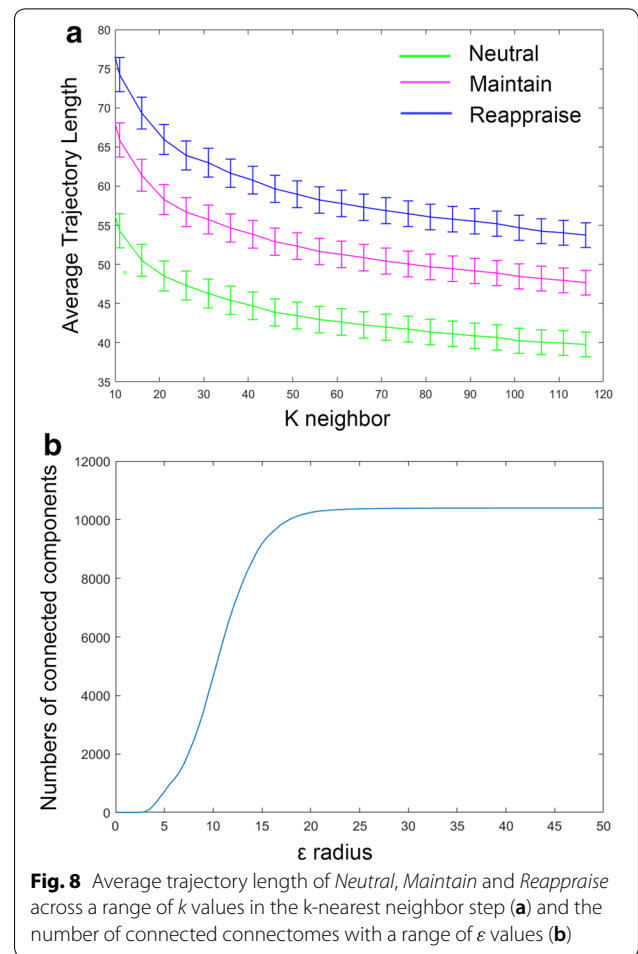 a
80
75
70
65
60
55
50
45
40
35
Average Trajectory Length
Neutral
Maintain
Reappraise
10 20 30 40 50 60 70 80 90 100 110 120
K neighbor
b
12000
10000
8000
6000
4000
2000
0
Numbers of connected components
0 5 10 15 20 25 30 35 40 45 50
ε radius
Fig. 8 Average trajectory length of Neutral, Maintain and Reappraise
across a range of k values in the k-nearest neighbor step (a) and the
number of connected connectomes with a range of ε values (b)